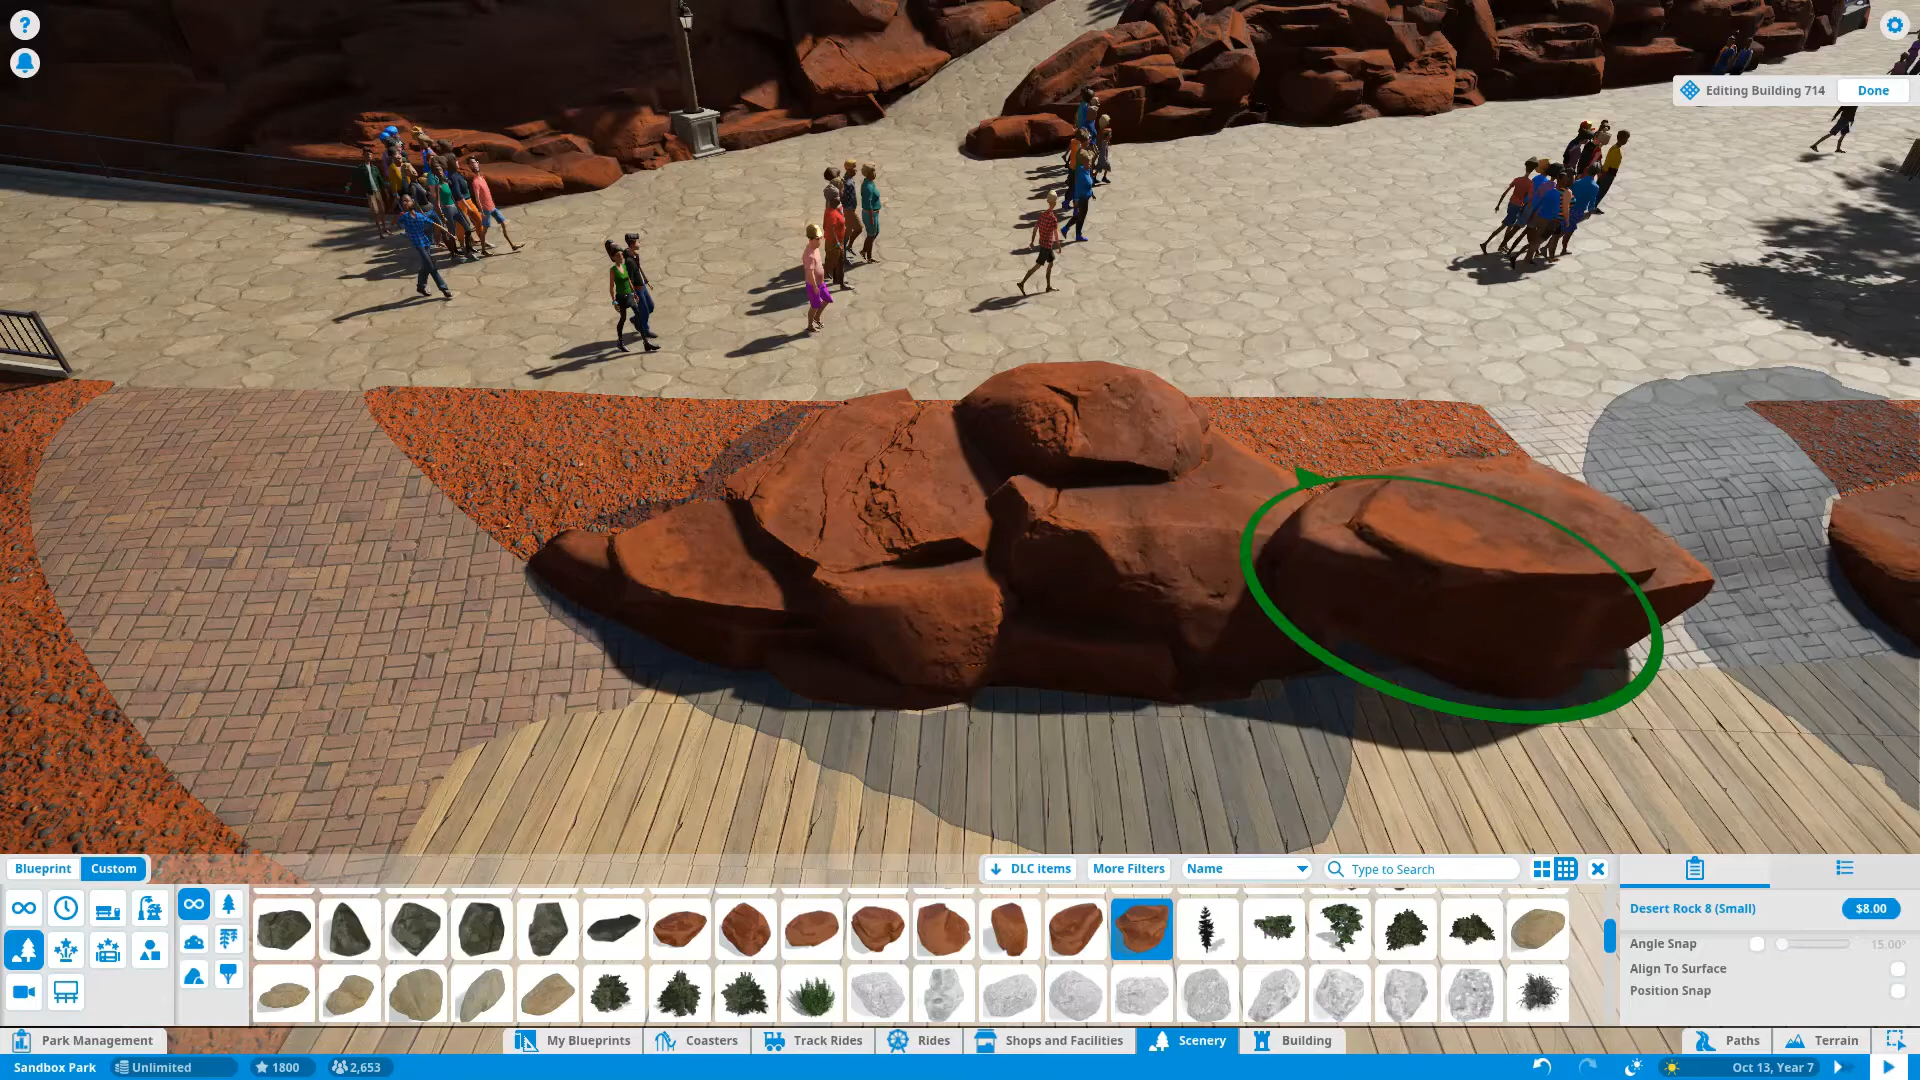 ?
Editing Building 714
Done
Blueprint
Custom
DLC items
More Filters
Name
Type to Search
Desert Rock 8 (Small)
$8.00
Angle Snap
15.00°
Align To Surface
Position Snap
Park Management
My Blueprints
Coasters
Track Rides
Rides
Shops and Facilities
Scenery
Building
Paths
Terrain
Sandbox Park
Unlimited
1800
2,653
Oct 13, Year 7